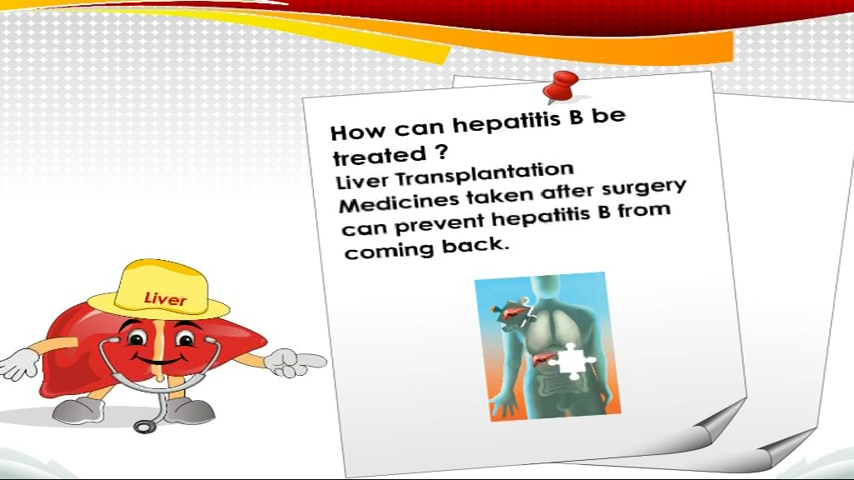 How can hepatitis B be
treated ?
Liver Transplantation
Medicines taken after surgery
can prevent hepatitis B from
coming back.
Liver